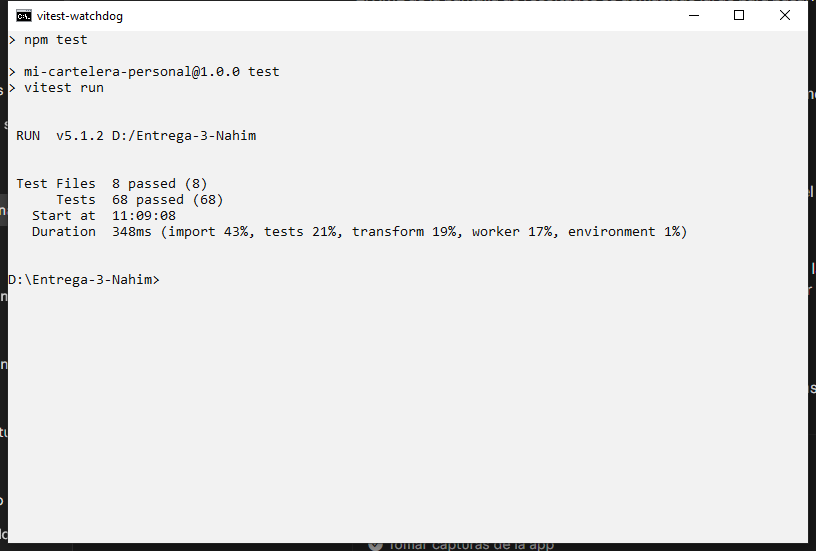 vitest-watchdog
> npm test
> mi-cartelera-personal@1.0.0 test
> vitest run
RUN v5.1.2 D:/Entrega-3-Nahim
Test Files 8 passed (8)
Tests 68 passed (68)
Start at 11:09:08
Duration 348ms (import 43%, tests 21%, transform 19%, worker 17%, environment 1%)
D:\Entrega-3-Nahim>
Tomar capturas de la app